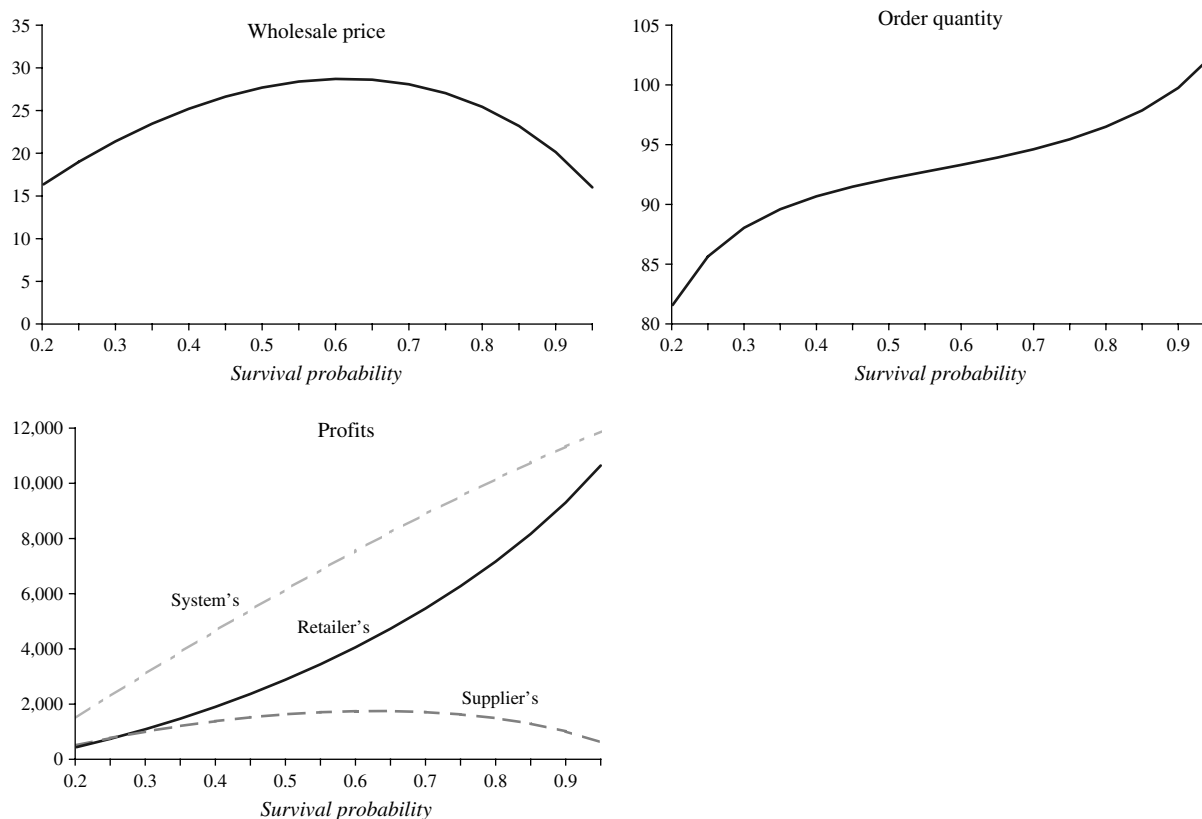 Wholesale price
35
30
25
20
15
10
5
0
0.2 0.3 0.4 0.5 0.6 0.7 0.8 0.9
Survival probability
Order quantity
105
100
95
90
85
80
0.2 0.3 0.4 0.5 0.6 0.7 0.8 0.9
Survival probability
Profits
12,000
10,000
8,000
6,000
4,000
2,000
0
System's
Retailer's
Supplier's
0.2 0.3 0.4 0.5 0.6 0.7 0.8 0.9
Survival probability